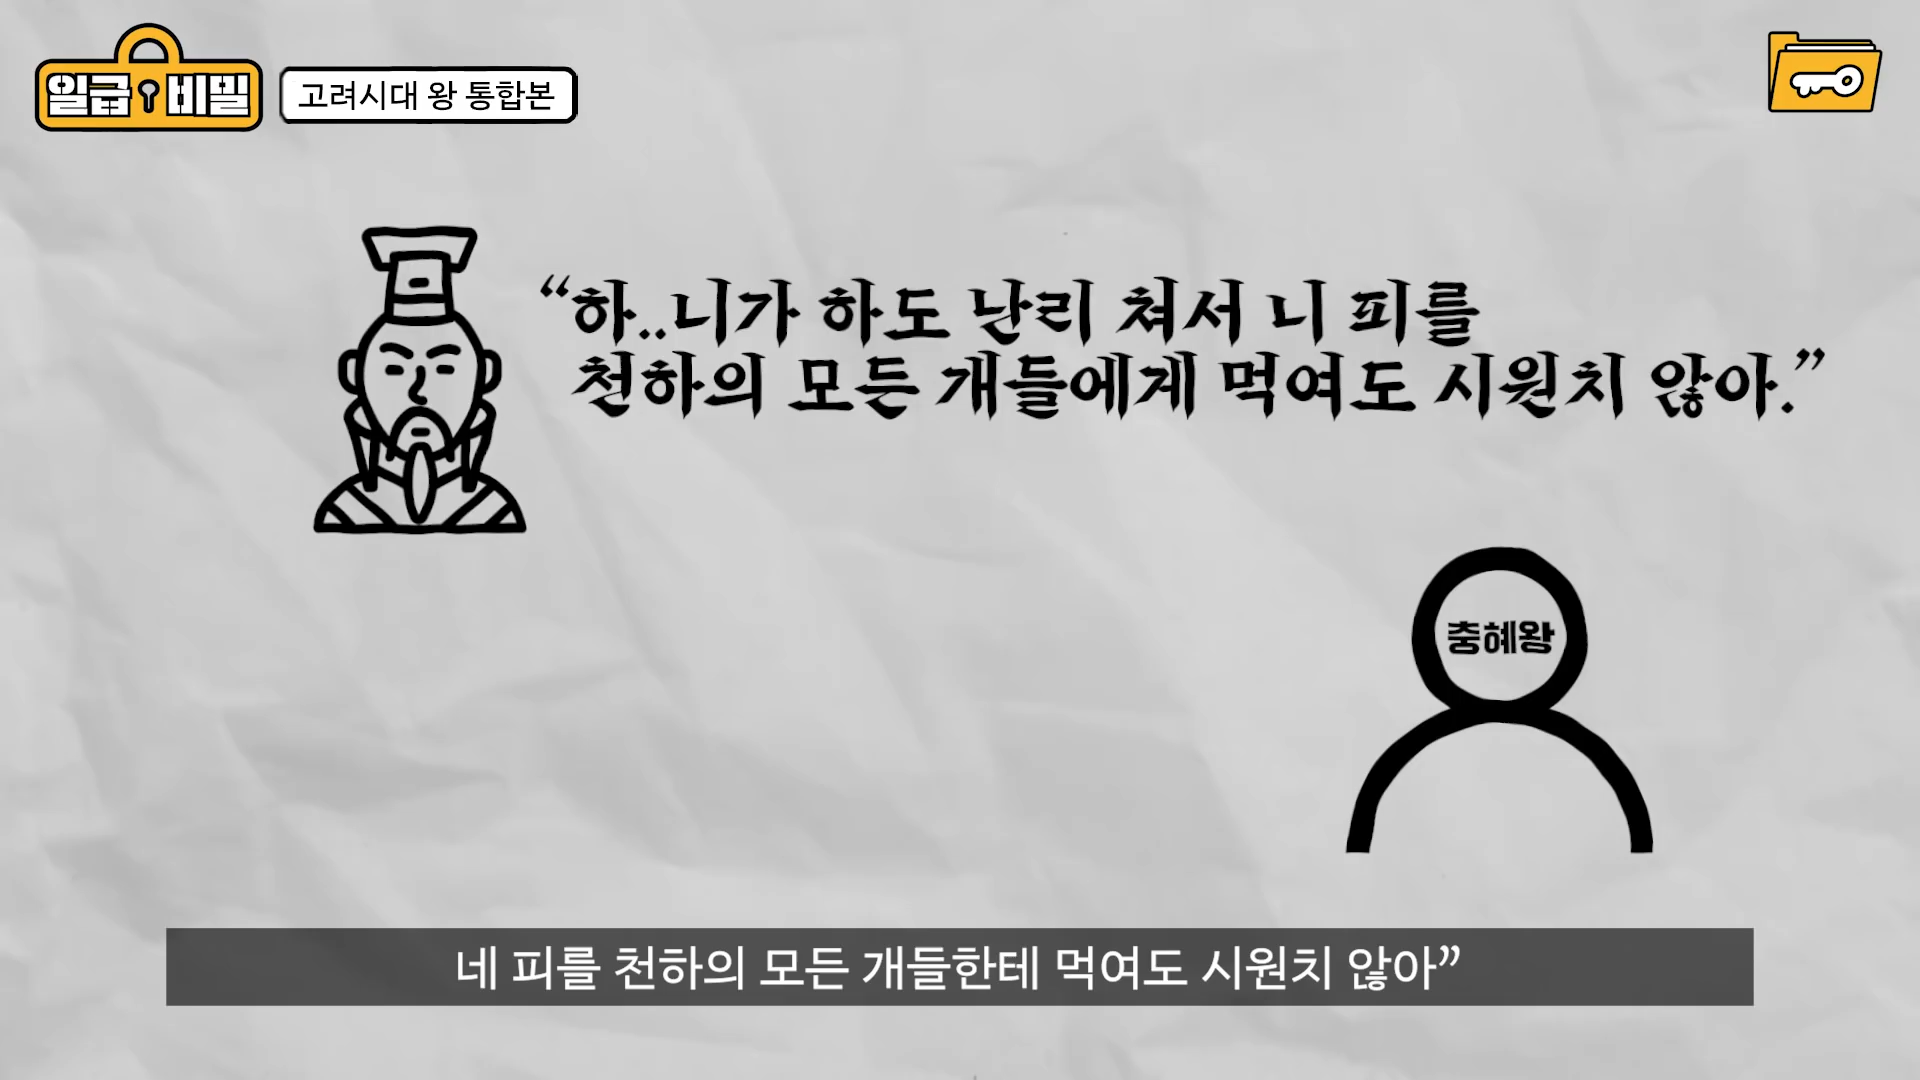 일급비밀
고려시대 왕 통합본
“하..니가 하도 난리 쳐서 니 피를
천하의 모든 개들에게 먹여도 시원치 않아.”
충혜왕
네 피를 천하의 모든 개들한테 먹여도 시원치 않아”